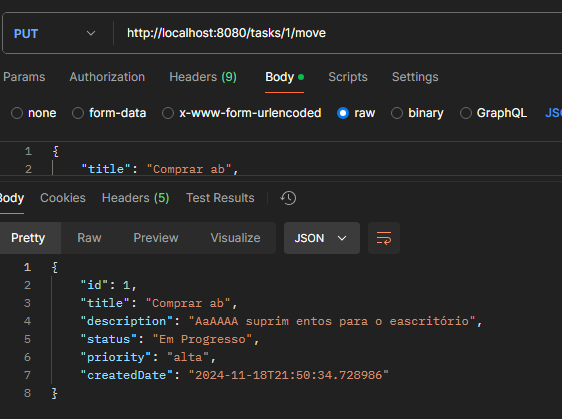 PUT http://localhost:8080/tasks/1/move
Params Authorization Headers (9) Body Scripts Settings
none form-data x-www-form-urlencoded raw binary GraphQL
1 {
2 "title": "Comprar ab",
Body Cookies Headers (5) Test Results
Pretty Raw Preview Visualize JSON
1 {
2 "id": 1,
3 "title": "Comprar ab",
4 "description": "AaAAAA suprim entos para o eascritório",
5 "status": "Em Progresso",
6 "priority": "alta",
7 "createdDate": "2024-11-18T21:50:34.728986"
8 }